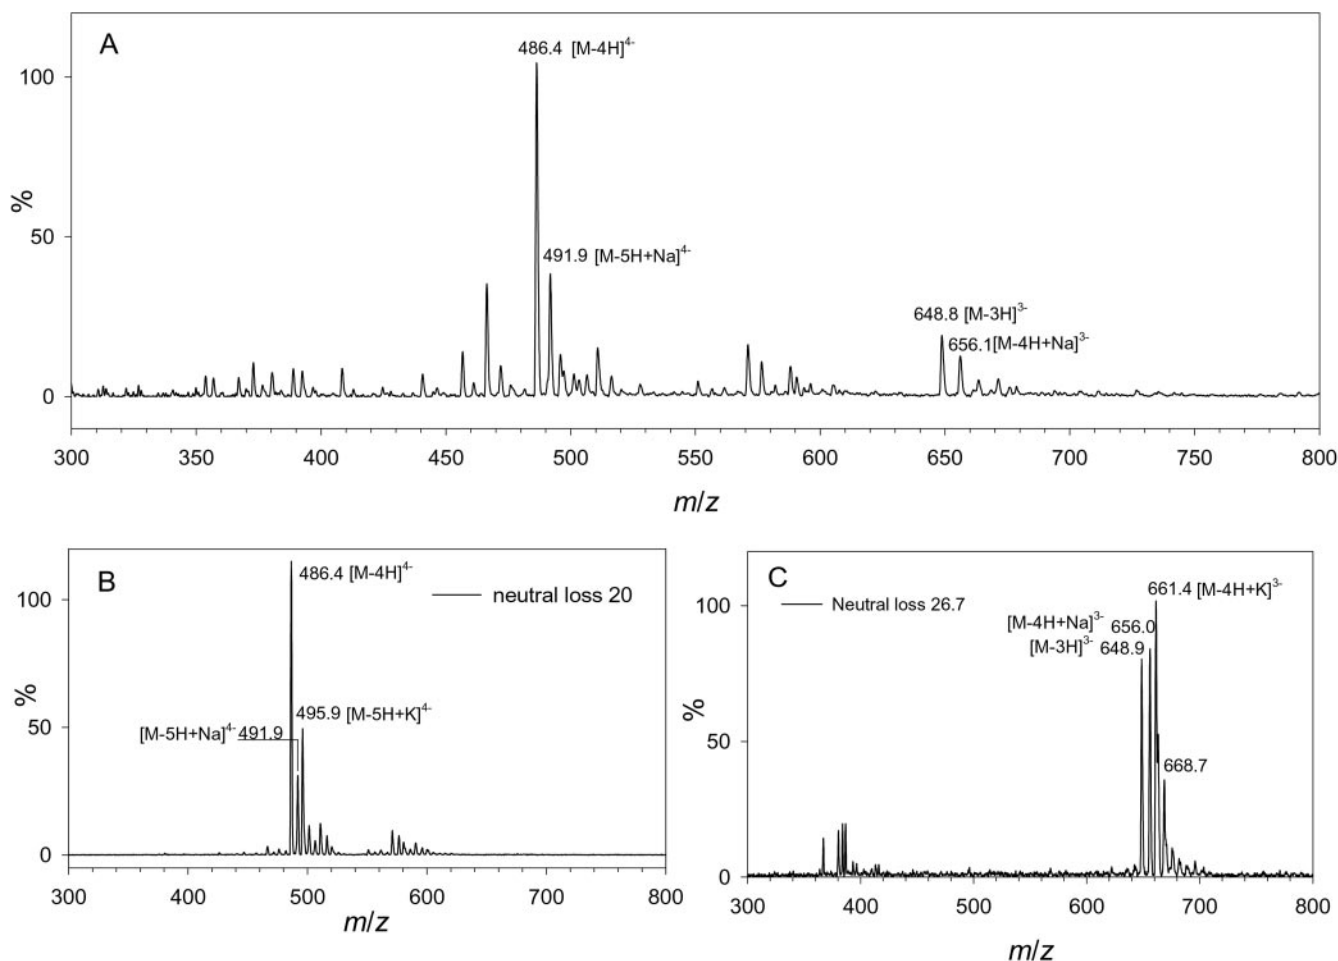 A
486.4 [M-4H]4-
100
%
491.9 [M-5H+Na]4-
50
648.8 [M-3H]3-
656.1 [M-4H+Na]3-
0
300 350 400 450 500 550 600 650 700 750 800
m/z
B
486.4 [M-4H]4-
neutral loss 20
100
%
495.9 [M-5H+K]4-
[M-5H+Na]4- 491.9
50
0
300 400 500 600 700 800
m/z
C
661.4 [M-4H+K]3-
Neutral loss 26.7
100
[M-4H+Na]3- 656.0
[M-3H]3- 648.9
%
50
668.7
0
300 400 500 600 700 800
m/z